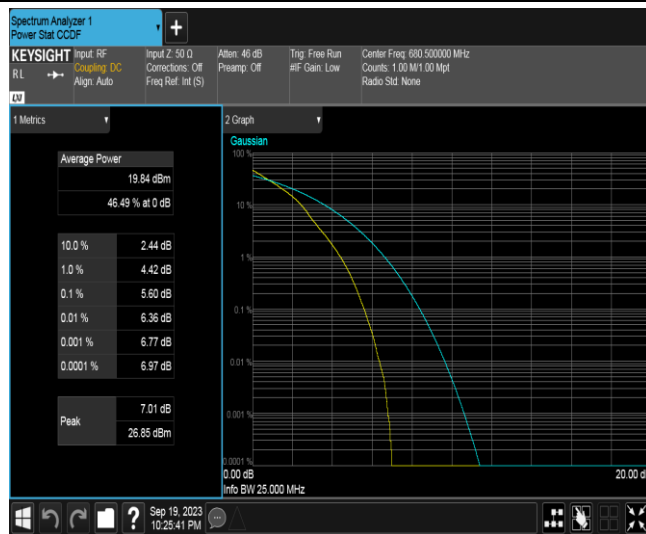 Spectrum Analyzer 1
Power Stat CCDF
+
KEYSIGHT
RL
Input: RF
Coupling: DC
Align: Auto
Input Z: 50 Ω
Corrections: Off
Freq Ref: Int (S)
Atten: 46 dB
Preamp: Off
Trig: Free Run
#IF Gain: Low
Center Freq: 680.500000 MHz
Counts: 1.00 M/1.00 Mpt
Radio Std: None
1 Metrics
Average Power
19.84 dBm
46.49 % at 0 dB
10.0 % 2.44 dB
1.0 % 4.42 dB
0.1 % 5.60 dB
0.01 % 6.36 dB
0.001 % 6.77 dB
0.0001 % 6.97 dB
Peak
7.01 dB
26.85 dBm
2 Graph
Gaussian
100 %
10 %
1 %
0.1 %
0.01 %
0.001 %
0.0001 %
0.00 dB
20.00 d
Info BW 25.000 MHz
?
Sep 19, 2023
10:25:41 PM